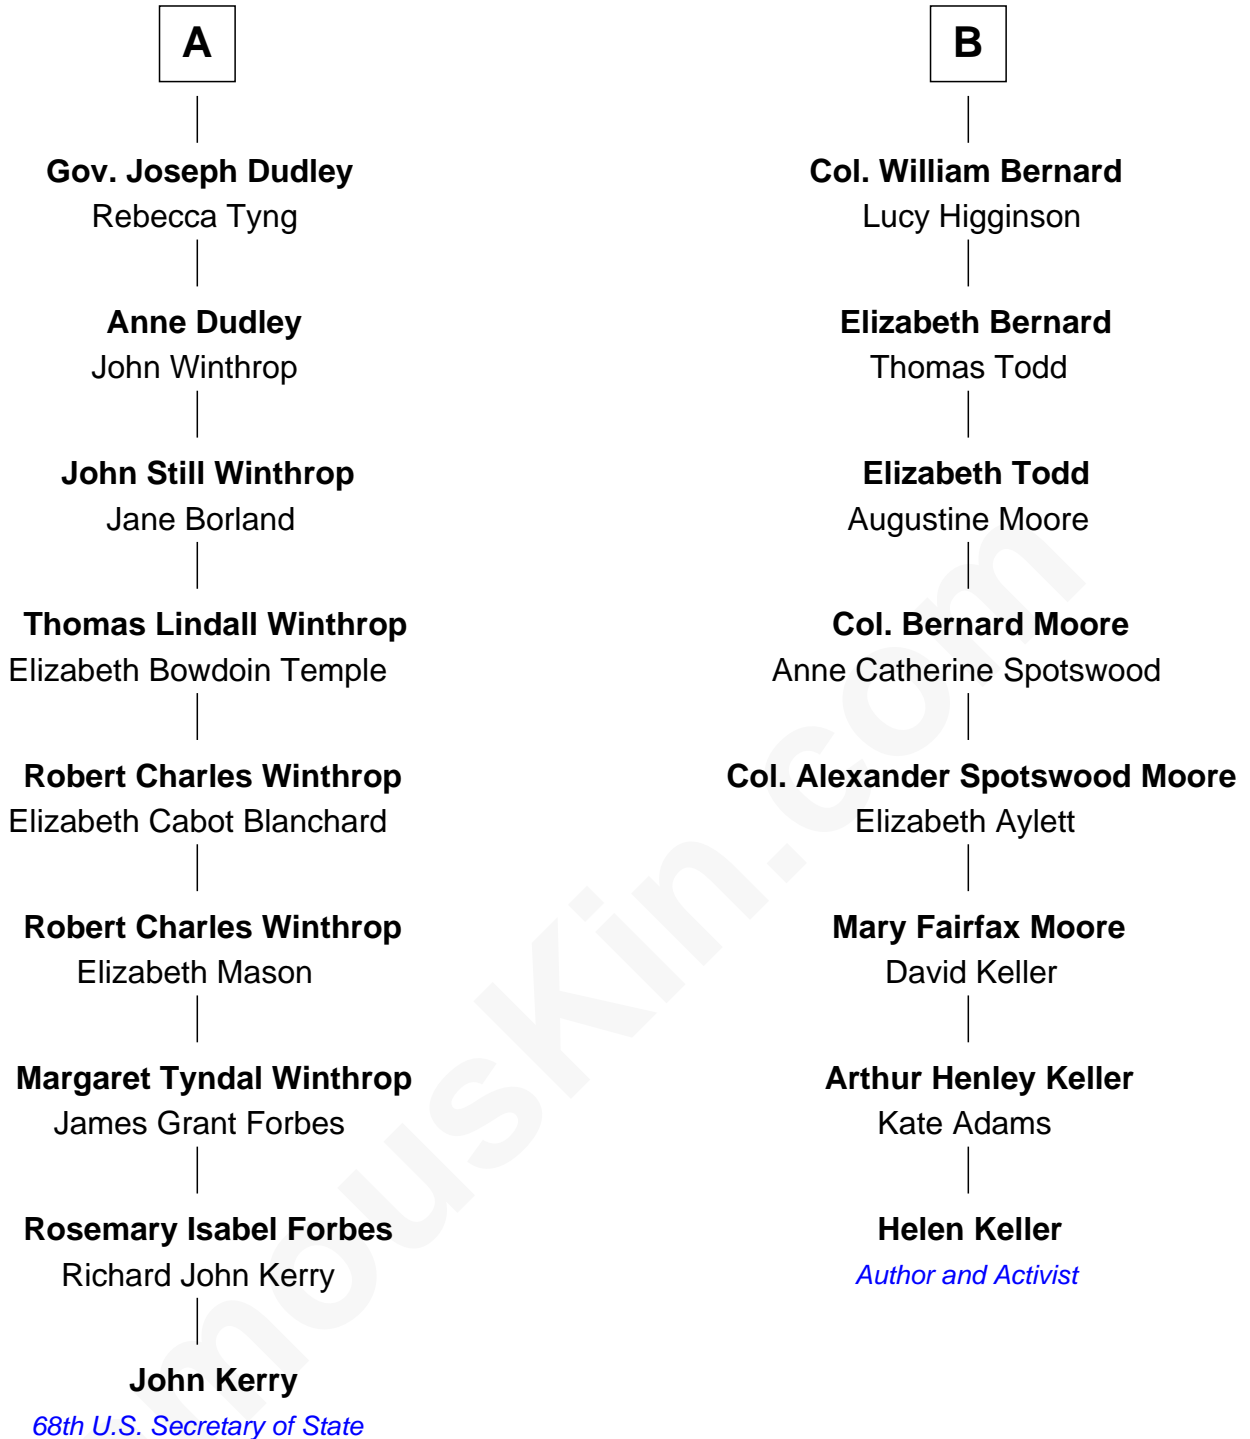 A
Gov. Joseph Dudley
Rebecca Tyng
Anne Dudley
John Winthrop
John Still Winthrop
Jane Borland
Thomas Lindall Winthrop
Elizabeth Bowdoin Temple
Robert Charles Winthrop
Elizabeth Cabot Blanchard
Robert Charles Winthrop
Elizabeth Mason
Margaret Tyndal Winthrop
James Grant Forbes
Rosemary Isabel Forbes
Richard John Kerry
John Kerry
68th U.S. Secretary of State
B
Col. William Bernard
Lucy Higginson
Elizabeth Bernard
Thomas Todd
Elizabeth Todd
Augustine Moore
Col. Bernard Moore
Anne Catherine Spotswood
Col. Alexander Spotswood Moore
Elizabeth Aylett
Mary Fairfax Moore
David Keller
Arthur Henley Keller
Kate Adams
Helen Keller
Author and Activist
mousKin.com